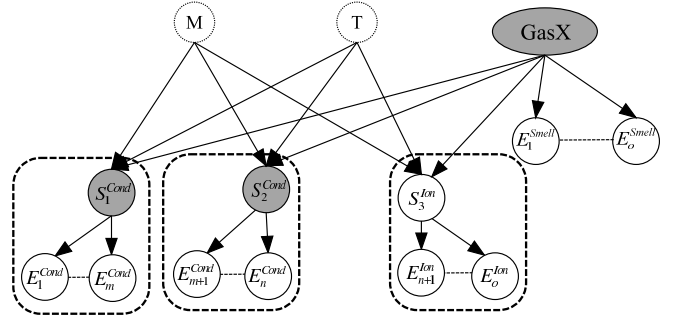 M
T
GasX
E_1^{Smell}
E_o^{Smell}
S_1^{Cond}
S_2^{Cond}
S_3^{Ion}
E_1^{Cond}
E_m^{Cond}
E_{m+1}^{Cond}
E_n^{Cond}
E_{n+1}^{Ion}
E_o^{Ion}